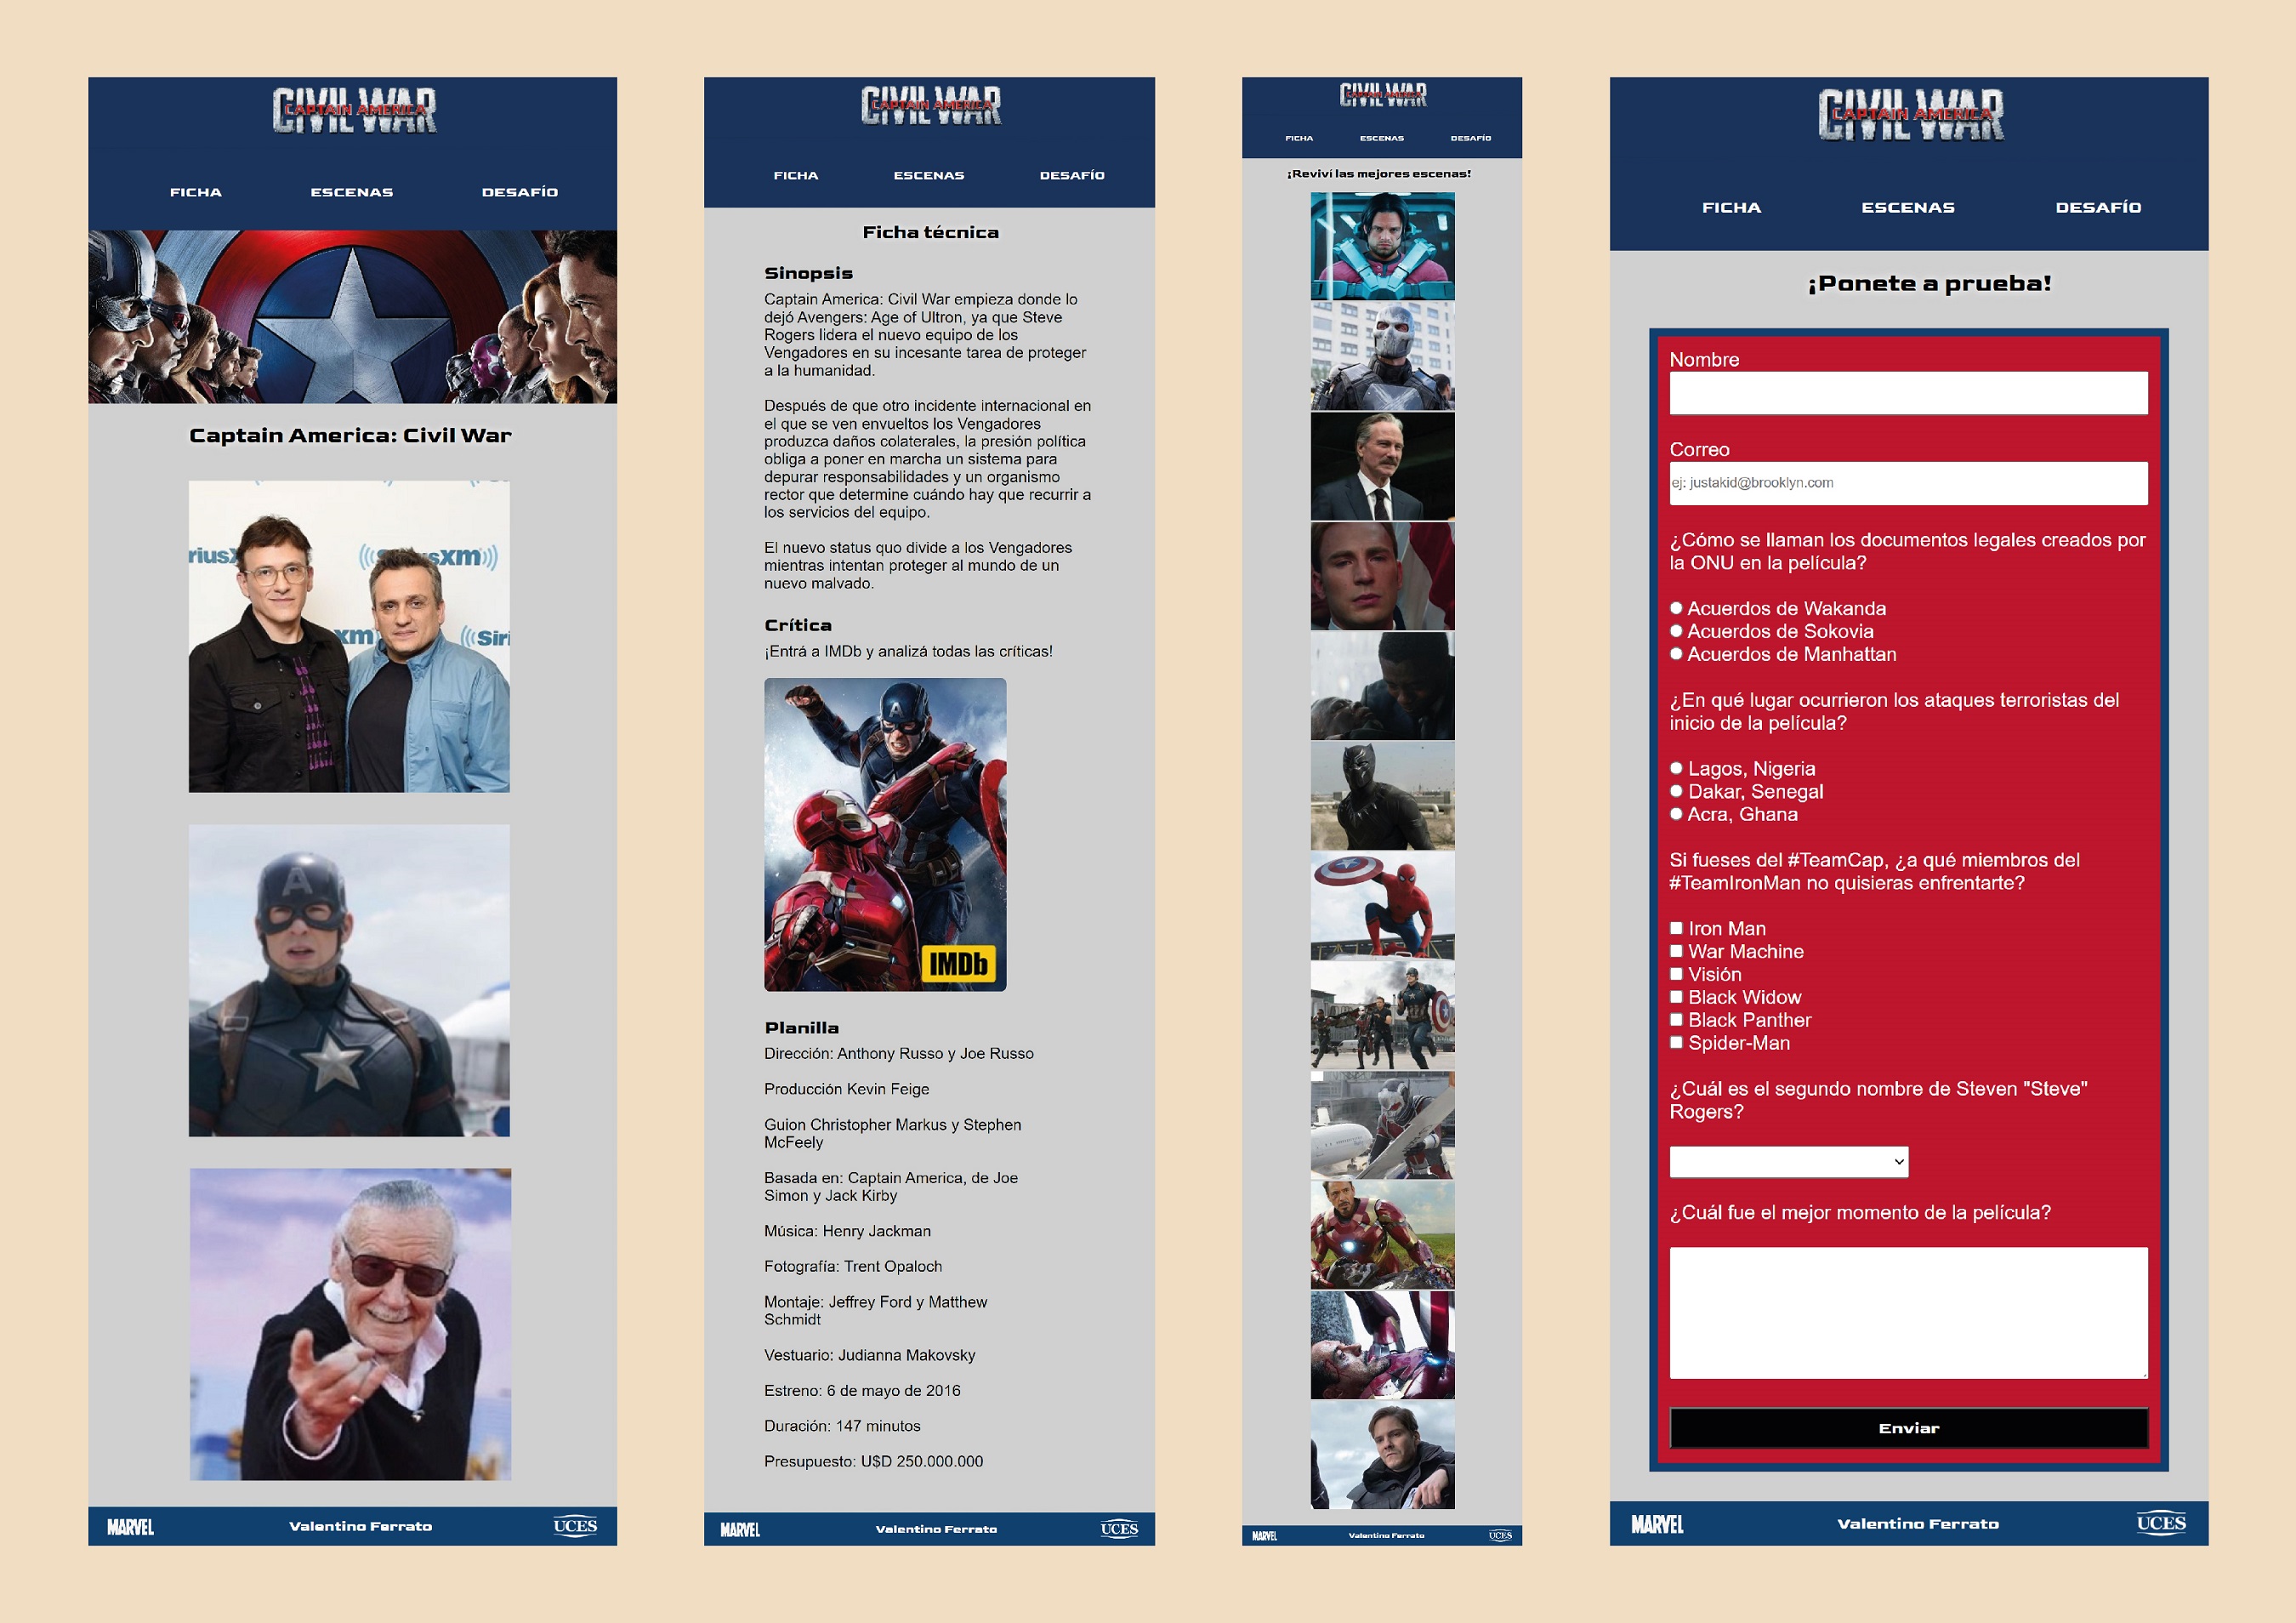 CIVIL WAR
CAPTAIN AMERICA
FICHA ESCENAS DESAFÍO
Captain America: Civil War
riusX
((SiriusXM))
xm
((Siri
A
MARVEL Valentino Ferrato UCES
CIVIL WAR
CAPTAIN AMERICA
FICHA ESCENAS DESAFÍO
Ficha técnica
Sinopsis
Captain America: Civil War empieza donde lo
dejó Avengers: Age of Ultron, ya que Steve
Rogers lidera el nuevo equipo de los
Vengadores en su incesante tarea de proteger
a la humanidad.
Después de que otro incidente internacional en
el que se ven envueltos los Vengadores
produzca daños colaterales, la presión política
obliga a poner en marcha un sistema para
depurar responsabilidades y un organismo
rector que determine cuándo hay que recurrir a
los servicios del equipo.
El nuevo status quo divide a los Vengadores
mientras intentan proteger al mundo de un
nuevo malvado.
Crítica
¡Entrá a IMDb y analizá todas las críticas!
A
IMDb
Planilla
Dirección: Anthony Russo y Joe Russo
Producción Kevin Feige
Guion Christopher Markus y Stephen
McFeely
Basada en: Captain America, de Joe
Simon y Jack Kirby
Música: Henry Jackman
Fotografía: Trent Opaloch
Montaje: Jeffrey Ford y Matthew
Schmidt
Vestuario: Judianna Makovsky
Estreno: 6 de mayo de 2016
Duración: 147 minutos
Presupuesto: U$D 250.000.000
MARVEL Valentino Ferrato UCES
CIVIL WAR
CAPTAIN AMERICA
FICHA ESCENAS DESAFÍO
¡Reviví las mejores escenas!
MARVEL Valentino Ferrato UCES
CIVIL WAR
CAPTAIN AMERICA
FICHA ESCENAS DESAFÍO
¡Ponete a prueba!
Nombre
Correo
ej: justakid@brooklyn.com
¿Cómo se llaman los documentos legales creados por
la ONU en la película?
Acuerdos de Wakanda
Acuerdos de Sokovia
Acuerdos de Manhattan
¿En qué lugar ocurrieron los ataques terroristas del
inicio de la película?
Lagos, Nigeria
Dakar, Senegal
Acra, Ghana
Si fueses del #TeamCap, ¿a qué miembros del
#TeamIronMan no quisieras enfrentarte?
Iron Man
War Machine
Visión
Black Widow
Black Panther
Spider-Man
¿Cuál es el segundo nombre de Steven "Steve"
Rogers?
¿Cuál fue el mejor momento de la película?
Enviar
MARVEL Valentino Ferrato UCES